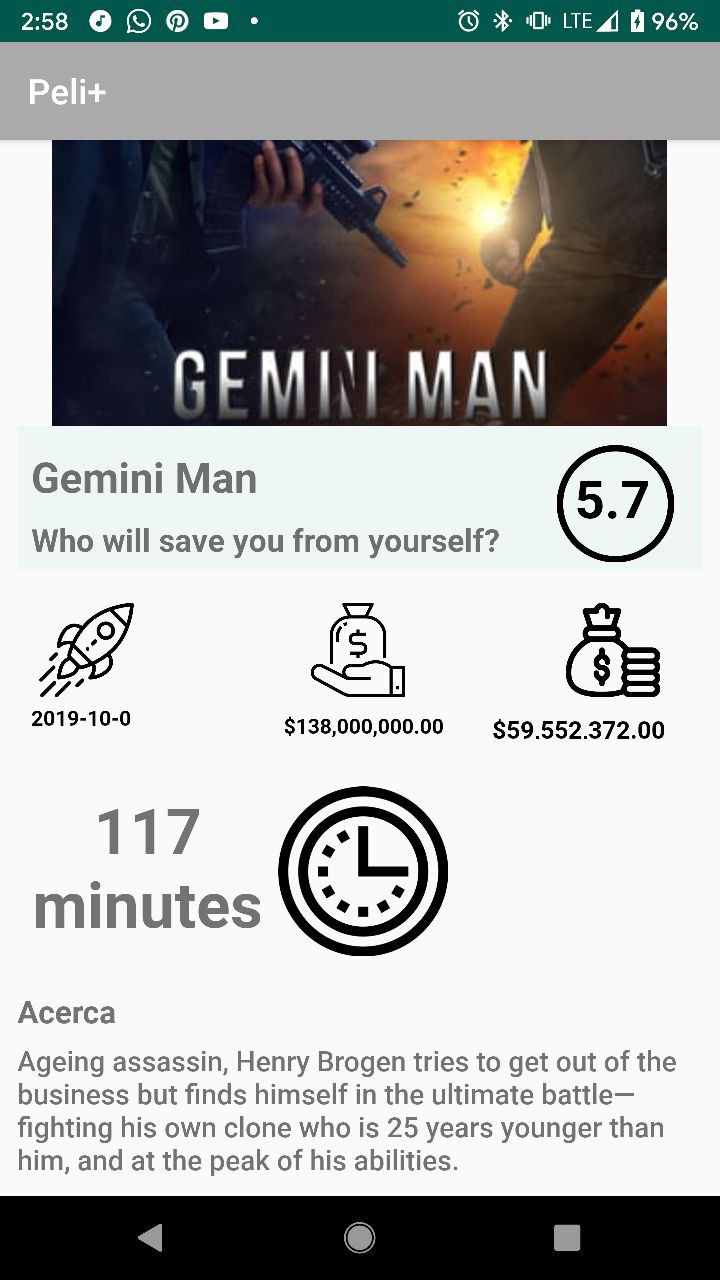 2:58 LTE 96%
Peli+
GEMINI MAN
Gemini Man
5.7
Who will save you from yourself?
2019-10-0
$138,000,000.00
$59.552.372.00
117
minutes
Acerca
Ageing assassin, Henry Brogen tries to get out of the
business but finds himself in the ultimate battle—
fighting his own clone who is 25 years younger than
him, and at the peak of his abilities.